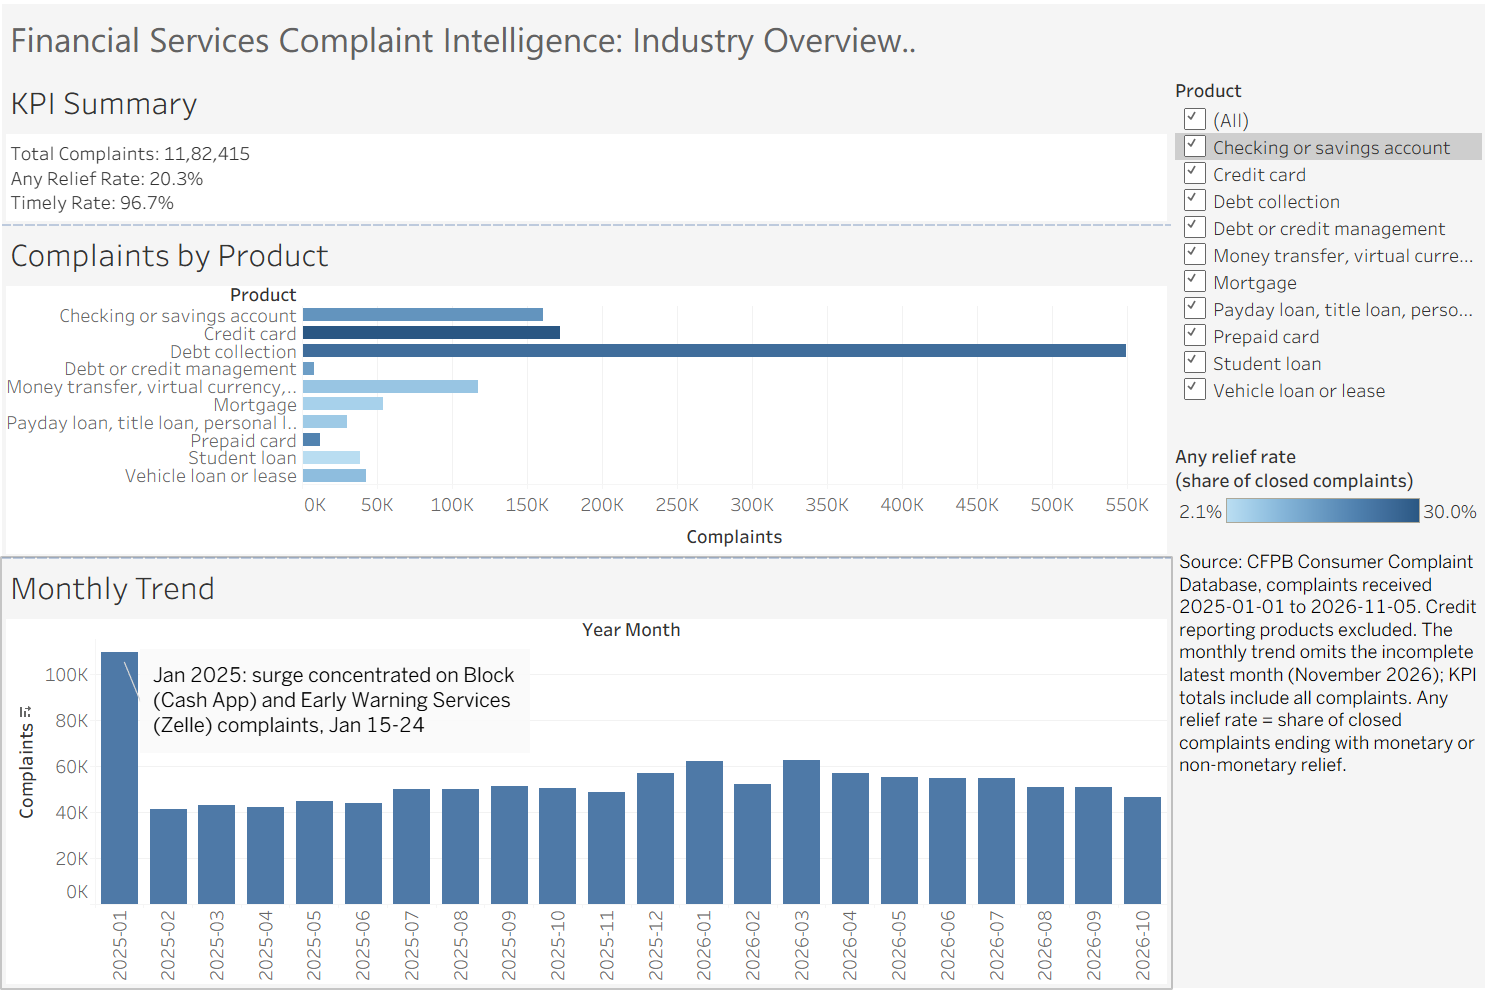 Financial Services Complaint Intelligence: Industry Overview..
KPI Summary
Total Complaints: 11,82,415
Any Relief Rate: 20.3%
Timely Rate: 96.7%
Complaints by Product
Product
Checking or savings account
Credit card
Debt collection
Debt or credit management
Money transfer, virtual currency,..
Mortgage
Payday loan, title loan, personal l..
Prepaid card
Student loan
Vehicle loan or lease
0K 50K 100K 150K 200K 250K 300K 350K 400K 450K 500K 550K
Complaints
Monthly Trend
Year Month
Complaints
100K
80K
60K
40K
20K
0K
Jan 2025: surge concentrated on Block
(Cash App) and Early Warning Services
(Zelle) complaints, Jan 15-24
2025-01 2025-02 2025-03 2025-04 2025-05 2025-06 2025-07 2025-08 2025-09 2025-10 2025-11 2025-12 2026-01 2026-02 2026-03 2026-04 2026-05 2026-06 2026-07 2026-08 2026-09 2026-10
Product
(All)
Checking or savings account
Credit card
Debt collection
Debt or credit management
Money transfer, virtual curre...
Mortgage
Payday loan, title loan, perso...
Prepaid card
Student loan
Vehicle loan or lease
Any relief rate
(share of closed complaints)
2.1% 30.0%
Source: CFPB Consumer Complaint
Database, complaints received
2025-01-01 to 2026-11-05. Credit
reporting products excluded. The
monthly trend omits the incomplete
latest month (November 2026); KPI
totals include all complaints. Any
relief rate = share of closed
complaints ending with monetary or
non-monetary relief.